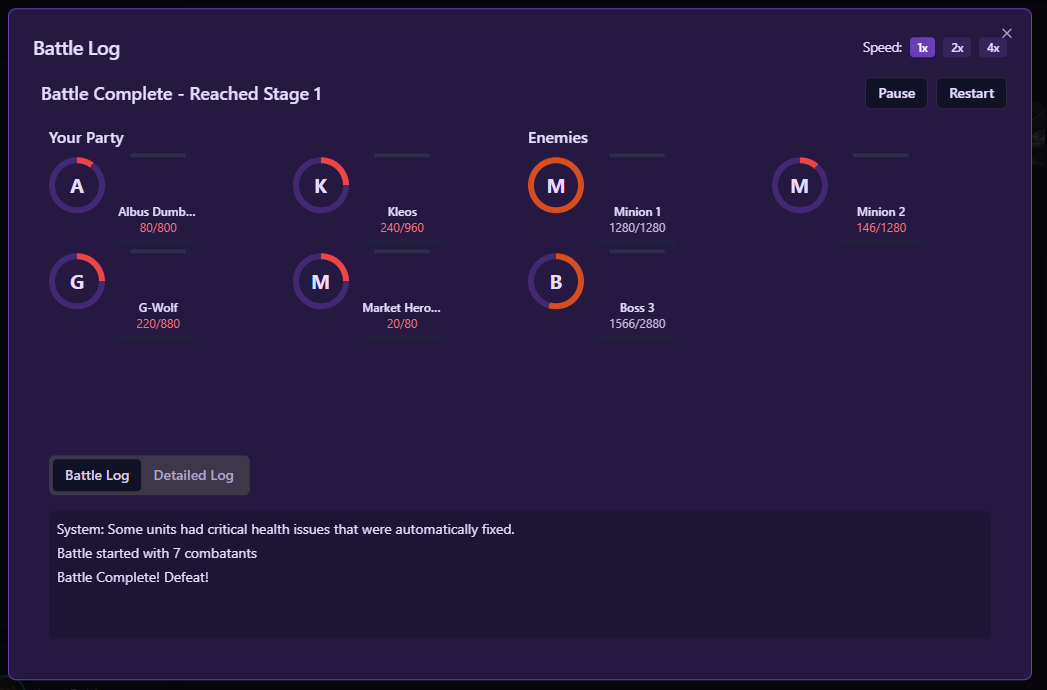 Battle Log
Speed: 1x 2x 4x
Battle Complete - Reached Stage 1
Pause Restart
Your Party
Enemies
A
Albus Dumb...
80/800
K
Kleos
240/960
M
Minion 1
1280/1280
M
Minion 2
146/1280
G
G-Wolf
220/880
M
Market Hero...
20/80
B
Boss 3
1566/2880
Battle Log Detailed Log
System: Some units had critical health issues that were automatically fixed.
Battle started with 7 combatants
Battle Complete! Defeat!